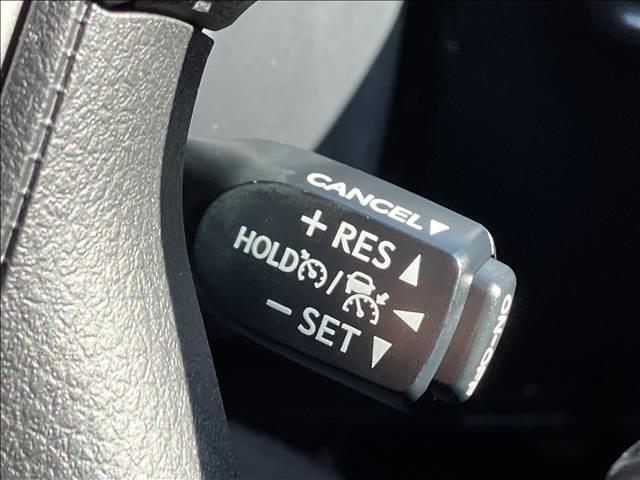 CANCEL▼
+ RES ▲
HOLD /
− SET ▼
ON·OFF